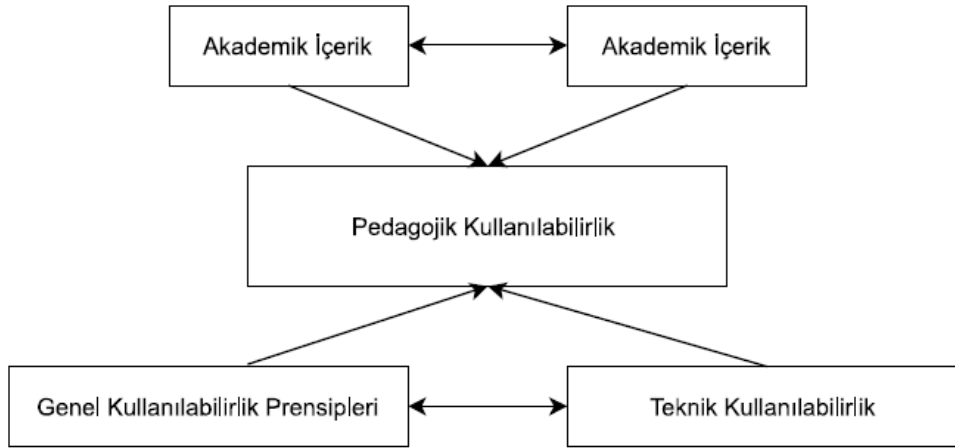 Akademik İçerik
Akademik İçerik
Pedagojik Kullanılabilirlik
Genel Kullanılabilirlik Prensipleri
Teknik Kullanılabilirlik